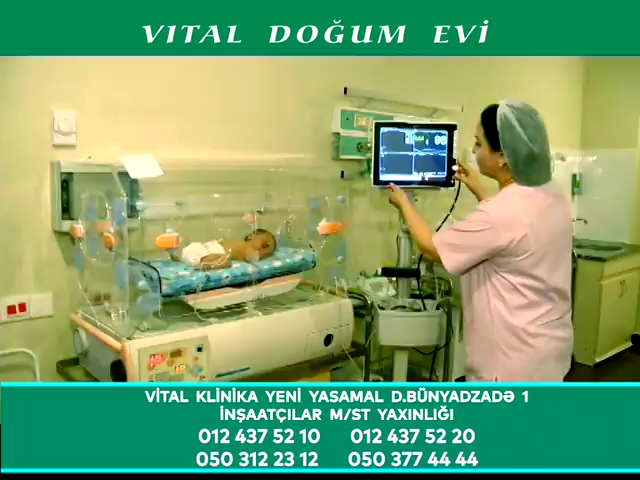 VITAL DOĞUM EVİ
VİTAL KLİNİKA YENİ YASAMAL D.BÜNYADZADƏ 1
İNŞAATÇILAR M/ST YAXINLIĞI
012 437 52 10 012 437 52 20
050 312 23 12 050 377 44 44